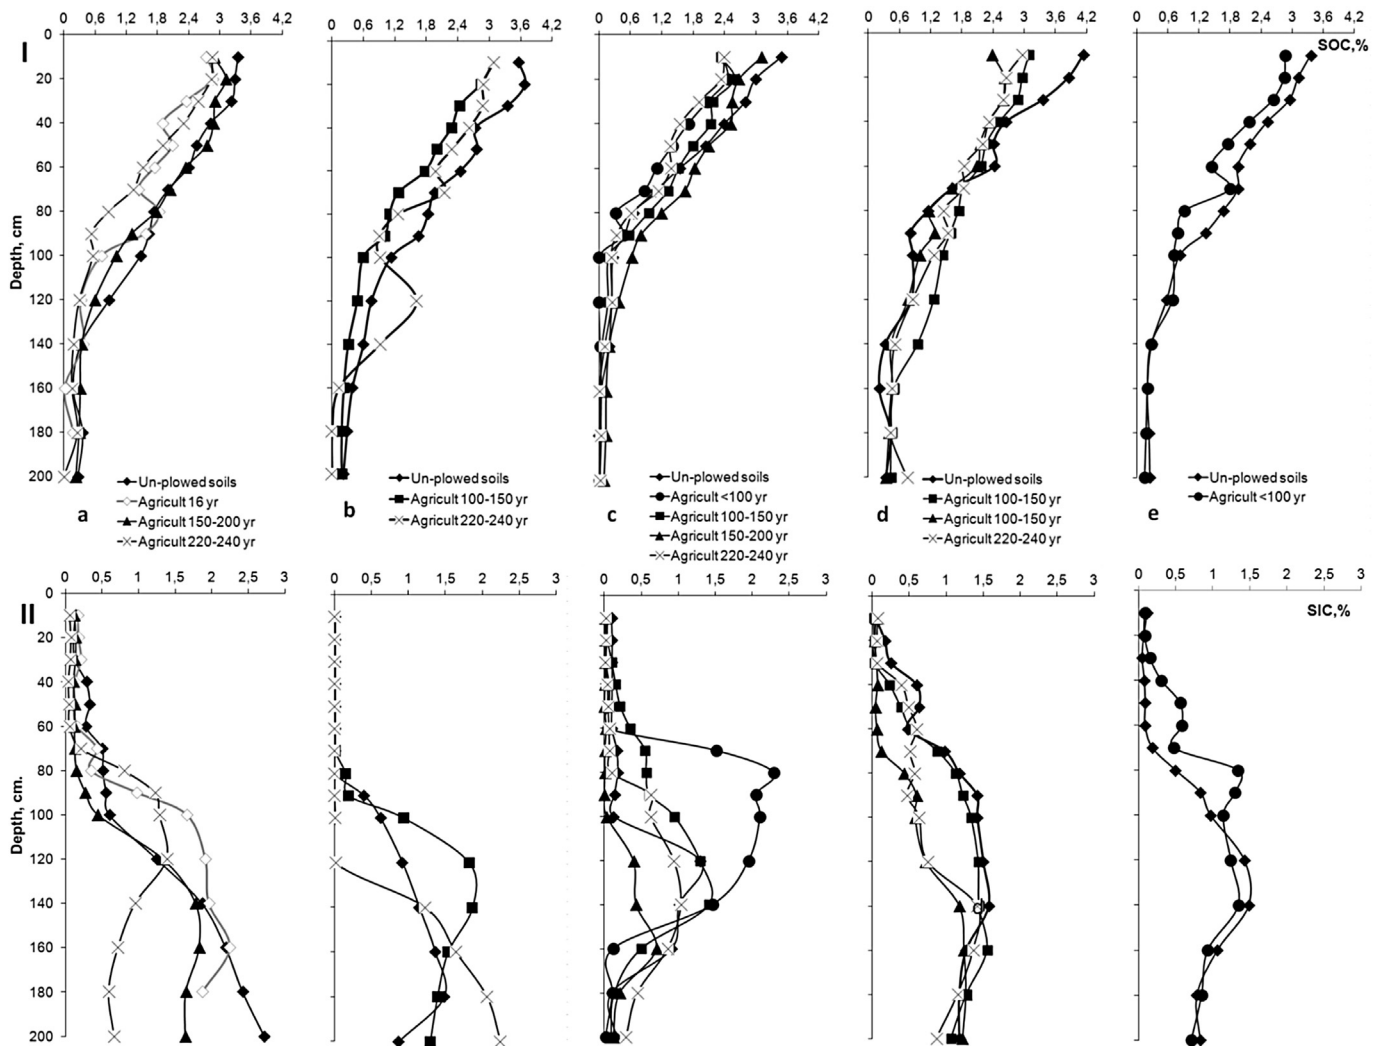 0 0,6 1,2 1,8 2,4 3 3,6 4,2
0 0,6 1,2 1,8 2,4 3 3,6 4,2
0 0,6 1,2 1,8 2,4 3 3,6 4,2
0 0,6 1,2 1,8 2,4 3 3,6 4,2
0 0,6 1,2 1,8 2,4 3 3,6 4,2
I
SOC,%
Depth, cm
0
20
40
60
80
100
120
140
160
180
200
Un-plowed soils
Agricult 16 yr
Agricult 150-200 yr
Agricult 220-240 yr
a
Un-plowed soils
Agricult 100-150 yr
Agricult 220-240 yr
b
Un-plowed soils
Agricult <100 yr
Agricult 100-150 yr
Agricult 150-200 yr
Agricult 220-240 yr
c
Un-plowed soils
Agricult 100-150 yr
Agricult 100-150 yr
Agricult 220-240 yr
d
Un-plowed soils
Agricult <100 yr
e
0 0,5 1 1,5 2 2,5 3
0 0,5 1 1,5 2 2,5 3
0 0,5 1 1,5 2 2,5 3
0 0,5 1 1,5 2 2,5 3
0 0,5 1 1,5 2 2,5 3
II
SIC,%
Depth, cm.
0
20
40
60
80
100
120
140
160
180
200